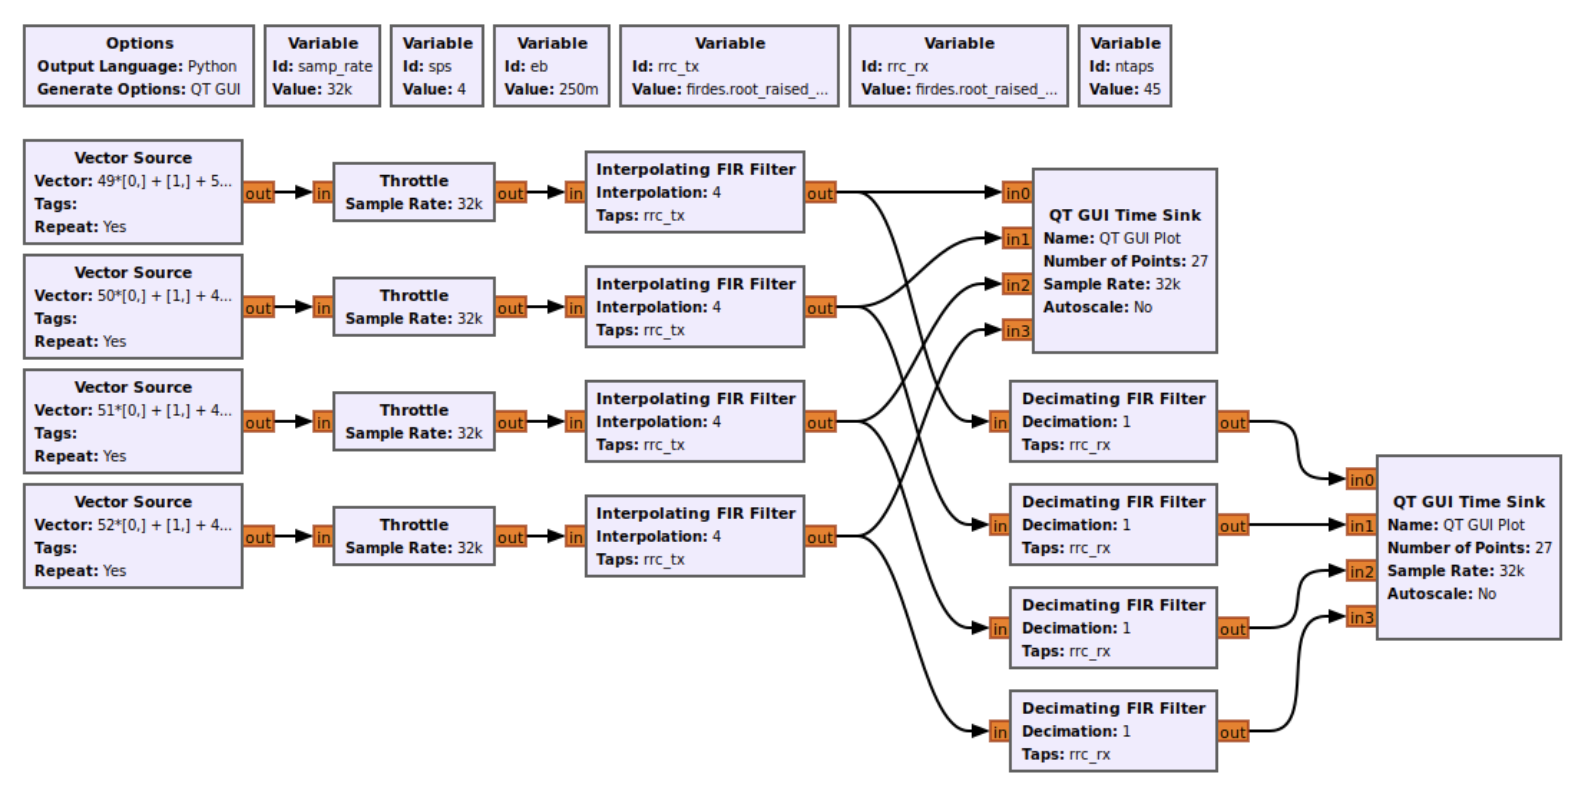 Options
Output Language: Python
Generate Options: QT GUI
Variable
Id: samp_rate
Value: 32k
Variable
Id: sps
Value: 4
Variable
Id: eb
Value: 250m
Variable
Id: rrc_tx
Value: firdes.root_raised_...
Variable
Id: rrc_rx
Value: firdes.root_raised_...
Variable
Id: ntaps
Value: 45
Vector Source
Vector: 49*[0,] + [1,] + 5...
Tags:
Repeat: Yes
out
in
Throttle
Sample Rate: 32k
out
in
Interpolating FIR Filter
Interpolation: 4
Taps: rrc_tx
out
Vector Source
Vector: 50*[0,] + [1,] + 4...
Tags:
Repeat: Yes
out
in
Throttle
Sample Rate: 32k
out
in
Interpolating FIR Filter
Interpolation: 4
Taps: rrc_tx
out
Vector Source
Vector: 51*[0,] + [1,] + 4...
Tags:
Repeat: Yes
out
in
Throttle
Sample Rate: 32k
out
in
Interpolating FIR Filter
Interpolation: 4
Taps: rrc_tx
out
Vector Source
Vector: 52*[0,] + [1,] + 4...
Tags:
Repeat: Yes
out
in
Throttle
Sample Rate: 32k
out
in
Interpolating FIR Filter
Interpolation: 4
Taps: rrc_tx
out
in0
in1
in2
in3
QT GUI Time Sink
Name: QT GUI Plot
Number of Points: 27
Sample Rate: 32k
Autoscale: No
in
Decimating FIR Filter
Decimation: 1
Taps: rrc_rx
out
in
Decimating FIR Filter
Decimation: 1
Taps: rrc_rx
out
in
Decimating FIR Filter
Decimation: 1
Taps: rrc_rx
out
in
Decimating FIR Filter
Decimation: 1
Taps: rrc_rx
out
in0
in1
in2
in3
QT GUI Time Sink
Name: QT GUI Plot
Number of Points: 27
Sample Rate: 32k
Autoscale: No